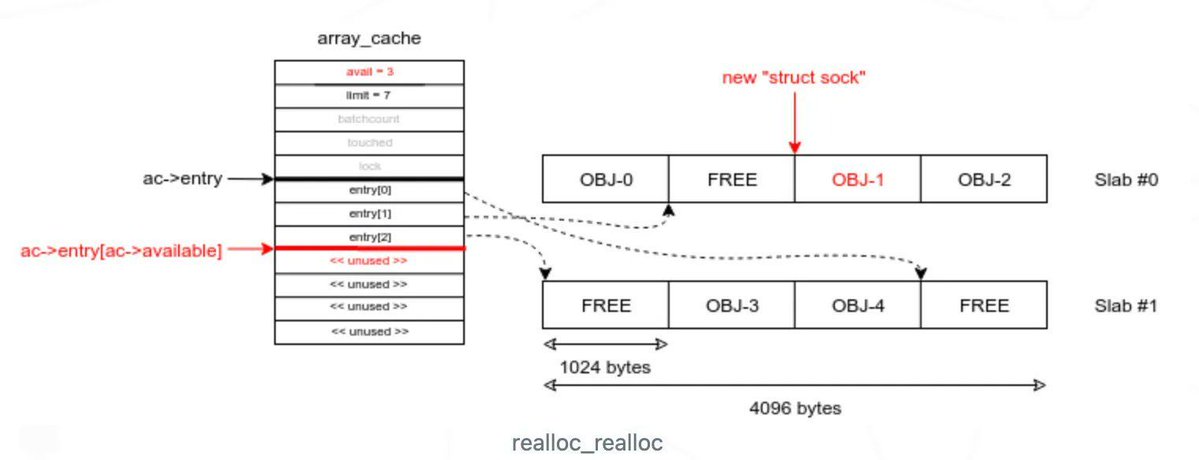 array_cache
avail = 3
limit = 7
batchcount
touched
lock
ac->entry
entry[0]
entry[1]
entry[2]
ac->entry[ac->available]
<< unused >>
<< unused >>
<< unused >>
<< unused >>
new "struct sock"
OBJ-0 FREE OBJ-1 OBJ-2 Slab #0
FREE OBJ-3 OBJ-4 FREE Slab #1
1024 bytes
4096 bytes
realloc_realloc